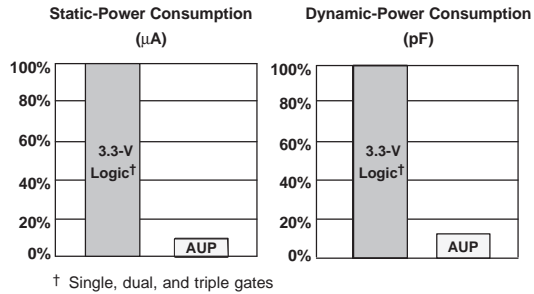 Static-Power Consumption
(μA)
100%
80%
60%
40%
20%
0%
3.3-V
Logic†
AUP
Dynamic-Power Consumption
(pF)
100%
80%
60%
40%
20%
0%
3.3-V
Logic†
AUP
† Single, dual, and triple gates